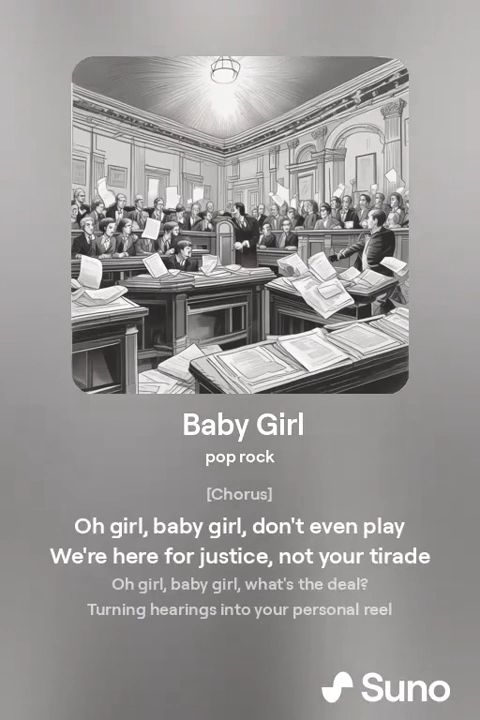 Baby Girl
pop rock
[Chorus]
Oh girl, baby girl, don't even play
We're here for justice, not your tirade
Oh girl, baby girl, what's the deal?
Turning hearings into your personal reel
Suno